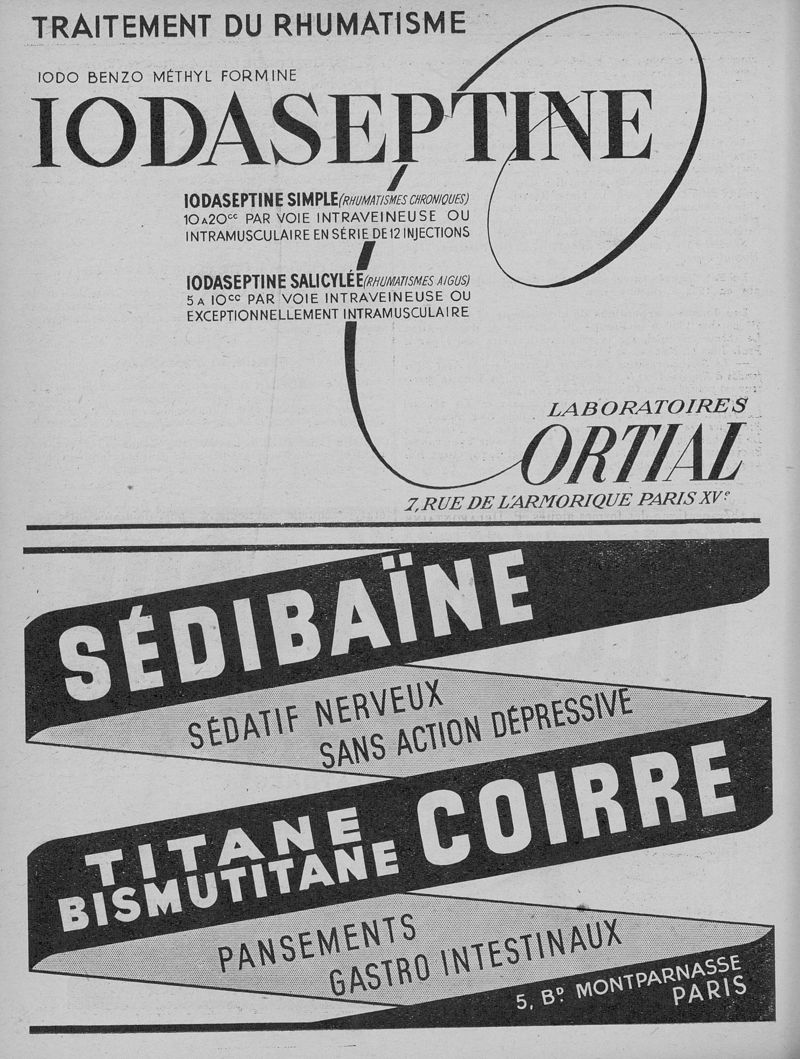 TRAITEMENT DU RHUMATISME
IODO BENZO MÉTHYL FORMINE
IODASEPTINE
IODASEPTINE SIMPLE (RHUMATISMES CHRONIQUES)
10 A 20cc PAR VOIE INTRAVEINEUSE OU
INTRAMUSCULAIRE EN SÉRIE DE 12 INJECTIONS
IODASEPTINE SALICYLÉE (RHUMATISMES AIGUS)
5 A 10cc PAR VOIE INTRAVEINEUSE OU
EXCEPTIONNELLEMENT INTRAMUSCULAIRE
LABORATOIRES
CORTIAL
7, RUE DE L'ARMORIQUE PARIS XVe
SÉDIBAÏNE
SÉDATIF NERVEUX
SANS ACTION DÉPRESSIVE
TITANE
BISMUTITANE COIRRE
PANSEMENTS
GASTRO INTESTINAUX
5, BD. MONTPARNASSE
PARIS